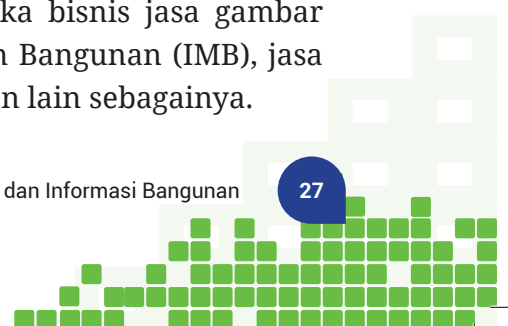 ka bisnis jasa gambar
n Bangunan (IMB), jasa
n lain sebagainya.
dan Informasi Bangunan
27